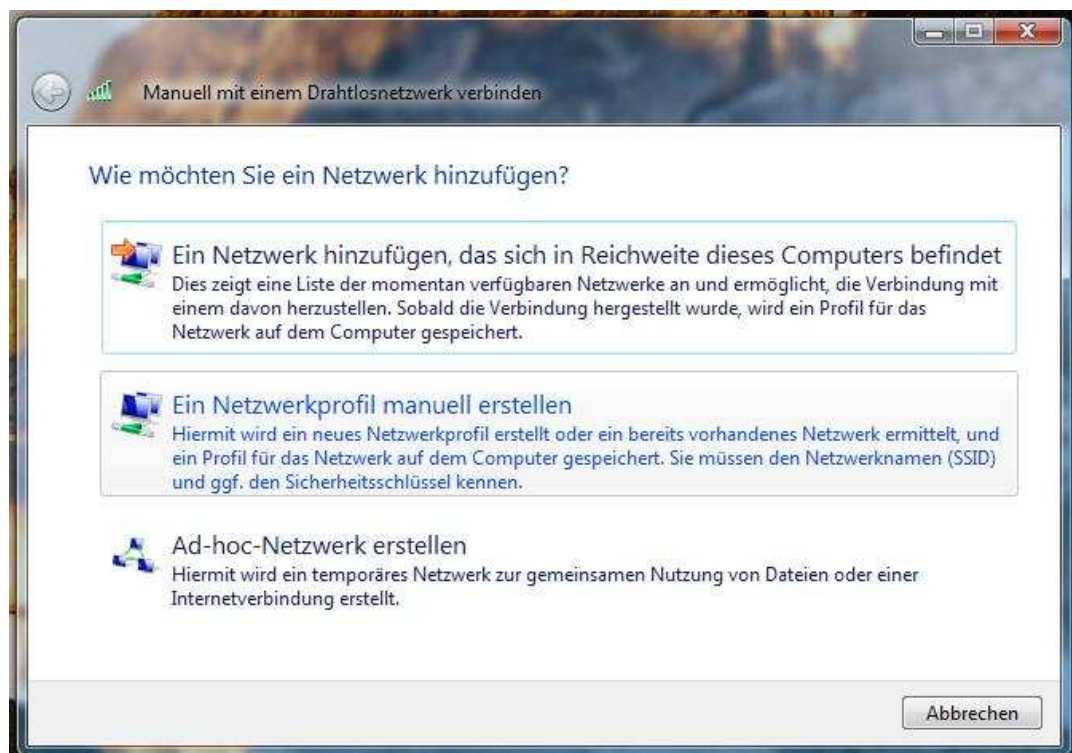 Manuell mit einem Drahtlosnetzwerk verbinden
Wie möchten Sie ein Netzwerk hinzufügen?
Ein Netzwerk hinzufügen, das sich in Reichweite dieses Computers befindet
Dies zeigt eine Liste der momentan verfügbaren Netzwerke an und ermöglicht, die Verbindung mit
einem davon herzustellen. Sobald die Verbindung hergestellt wurde, wird ein Profil für das
Netzwerk auf dem Computer gespeichert.
Ein Netzwerkprofil manuell erstellen
Hiermit wird ein neues Netzwerkprofil erstellt oder ein bereits vorhandenes Netzwerk ermittelt, und
ein Profil für das Netzwerk auf dem Computer gespeichert. Sie müssen den Netzwerknamen (SSID)
und ggf. den Sicherheitsschlüssel kennen.
Ad-hoc-Netzwerk erstellen
Hiermit wird ein temporäres Netzwerk zur gemeinsamen Nutzung von Dateien oder einer
Internetverbindung erstellt.
Abbrechen